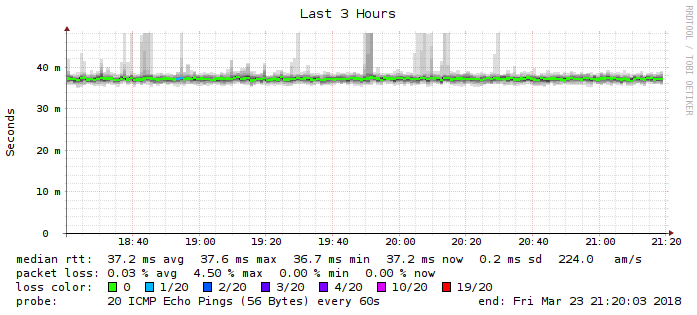 Last 3 Hours
RRDTOOL / TOBI OETIKER
Seconds
40 m
30 m
20 m
10 m
0
18:40 19:00 19:20 19:40 20:00 20:20 20:40 21:00 21:20
median rtt: 37.2 ms avg 37.6 ms max 36.7 ms min 37.2 ms now 0.2 ms sd 224.0 am/s
packet loss: 0.03 % avg 4.50 % max 0.00 % min 0.00 % now
loss color: 0 1/20 2/20 3/20 4/20 10/20 19/20
probe: 20 ICMP Echo Pings (56 Bytes) every 60s end: Fri Mar 23 21:20:03 2018